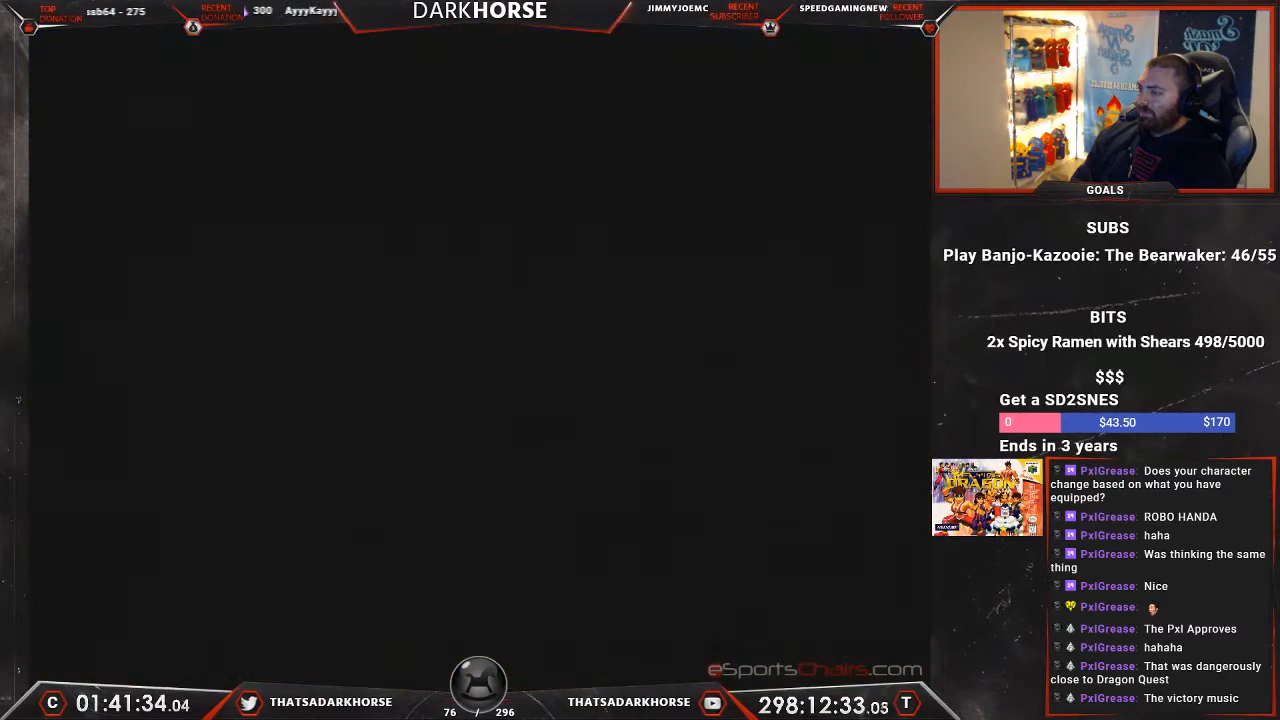 TOP
DONATION
ssb64 - 275
RECENT
DONATION
300
AyyyKayyy
DARKHORSE
JIMMYJOEMC
RECENT
SUBSCRIBER
SPEEDGAMINGNEW
RECENT
FOLLOWER
GOALS
SUBS
Play Banjo-Kazooie: The Bearwaker: 46/55
BITS
2x Spicy Ramen with Shears 498/5000
$$$
Get a SD2SNES
0 $43.50 $170
Ends in 3 years
DRAGON
PxlGrease: Does your character
change based on what you have
equipped?
PxlGrease: ROBO HANDA
PxlGrease: haha
PxlGrease: Was thinking the same
thing
PxlGrease: Nice
PxlGrease:
PxlGrease: The Pxl Approves
PxlGrease: hahaha
PxlGrease: That was dangerously
close to Dragon Quest
PxlGrease: The victory music
eSportsChairs.com
C 01:41:34.04
THATSADARKHORSE
76 / 296
THATSADARKHORSE
298:12:33.05 T